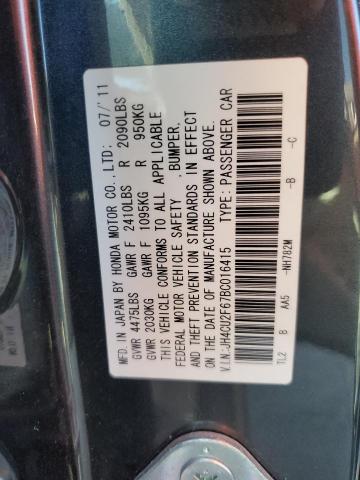 MFD. IN JAPAN BY HONDA MOTOR CO., LTD: 07/'11
GVWR 4475LBS GAWR F 2410LBS R 2090LBS
GVWR 2030KG GAWR F 1095KG R 950KG
THIS VEHICLE CONFORMS TO ALL APPLICABLE
FEDERAL MOTOR VEHICLE SAFETY ,BUMPER,
AND THEFT PREVENTION STANDARDS IN EFFECT
ON THE DATE OF MANUFACTURE SHOWN ABOVE.
V.I.N:JH4CU2F67BC016415 TYPE:PASSENGER CAR
-NH782M -B -C
TL2 B AA5